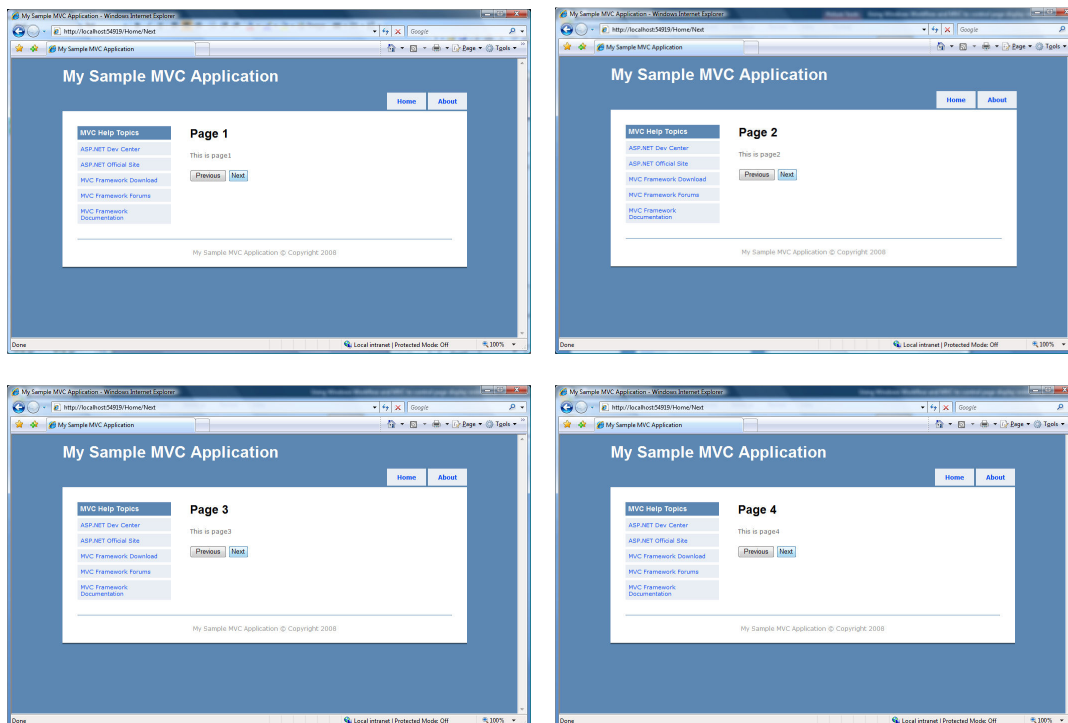 My Sample MVC Application - Windows Internet Explorer
http://localhost:54919/Home/Next
Google
My Sample MVC Application
Page
Tools
My Sample MVC Application
Home
About
MVC Help Topics
ASP.NET Dev Center
ASP.NET Official Site
MVC Framework Download
MVC Framework Forums
MVC Framework
Documentation
Page 1
This is page1
Previous
Next
My Sample MVC Application © Copyright 2008
Done
Local intranet | Protected Mode: Off
100%
My Sample MVC Application - Windows Internet Explorer
http://localhost:54919/Home/Next
Google
My Sample MVC Application
Page
Tools
My Sample MVC Application
Home
About
MVC Help Topics
ASP.NET Dev Center
ASP.NET Official Site
MVC Framework Download
MVC Framework Forums
MVC Framework
Documentation
Page 2
This is page2
Previous
Next
My Sample MVC Application © Copyright 2008
Done
Local intranet | Protected Mode: Off
100%
My Sample MVC Application - Windows Internet Explorer
http://localhost:54919/Home/Next
Google
My Sample MVC Application
Page
Tools
My Sample MVC Application
Home
About
MVC Help Topics
ASP.NET Dev Center
ASP.NET Official Site
MVC Framework Download
MVC Framework Forums
MVC Framework
Documentation
Page 3
This is page3
Previous
Next
My Sample MVC Application © Copyright 2008
Done
Local intranet | Protected Mode: Off
100%
My Sample MVC Application - Windows Internet Explorer
http://localhost:54919/Home/Next
Google
My Sample MVC Application
Page
Tools
My Sample MVC Application
Home
About
MVC Help Topics
ASP.NET Dev Center
ASP.NET Official Site
MVC Framework Download
MVC Framework Forums
MVC Framework
Documentation
Page 4
This is page4
Previous
Next
My Sample MVC Application © Copyright 2008
Done
Local intranet | Protected Mode: Off
100%